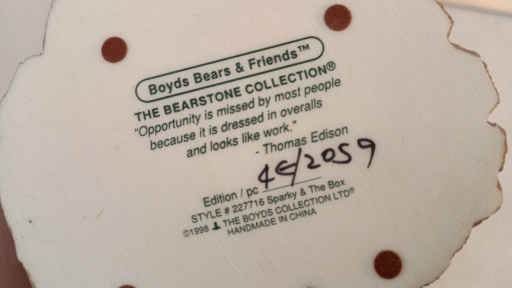 Boyds Bears & Friends™
THE BEARSTONE COLLECTION®
"Opportunity is missed by most people
because it is dressed in overalls
and looks like work."
- Thomas Edison
Edition / pc 4E/2059
STYLE # 227716 Sparky & The Box
©1998 THE BOYDS COLLECTION LTD®
HANDMADE IN CHINA